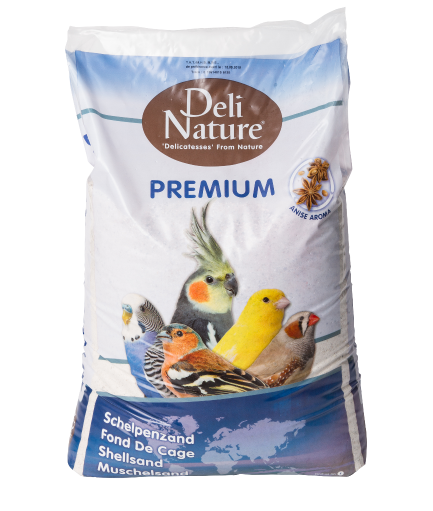 Deli
Nature®
'Delicatesses' From Nature
PREMIUM
ANISE AROMA
Schelpenzand
Fond De Cage
Shellsand
Muschelsand